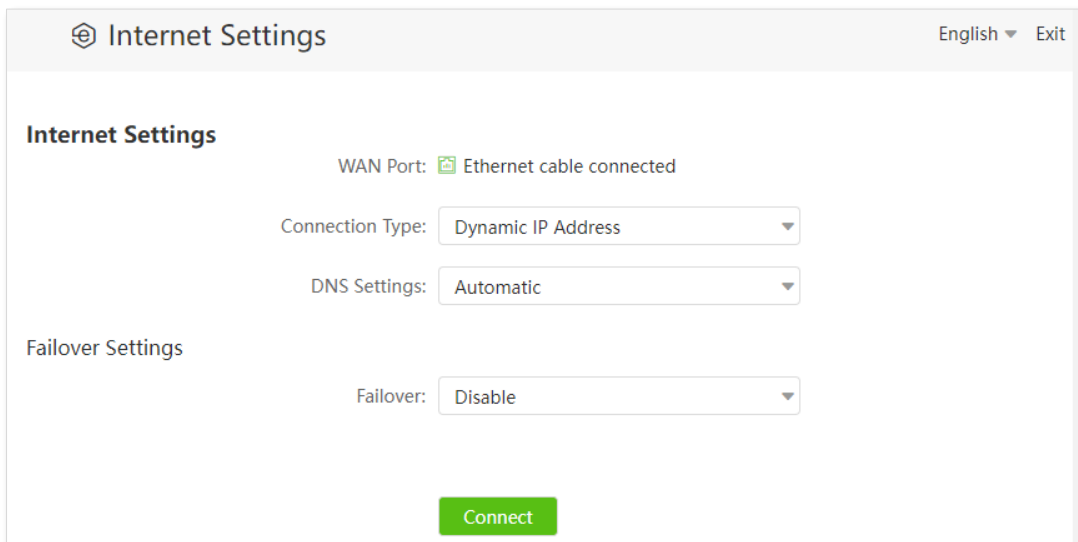 Internet Settings
English Exit
Internet Settings
WAN Port: Ethernet cable connected
Connection Type: Dynamic IP Address
DNS Settings: Automatic
Failover Settings
Failover: Disable
Connect